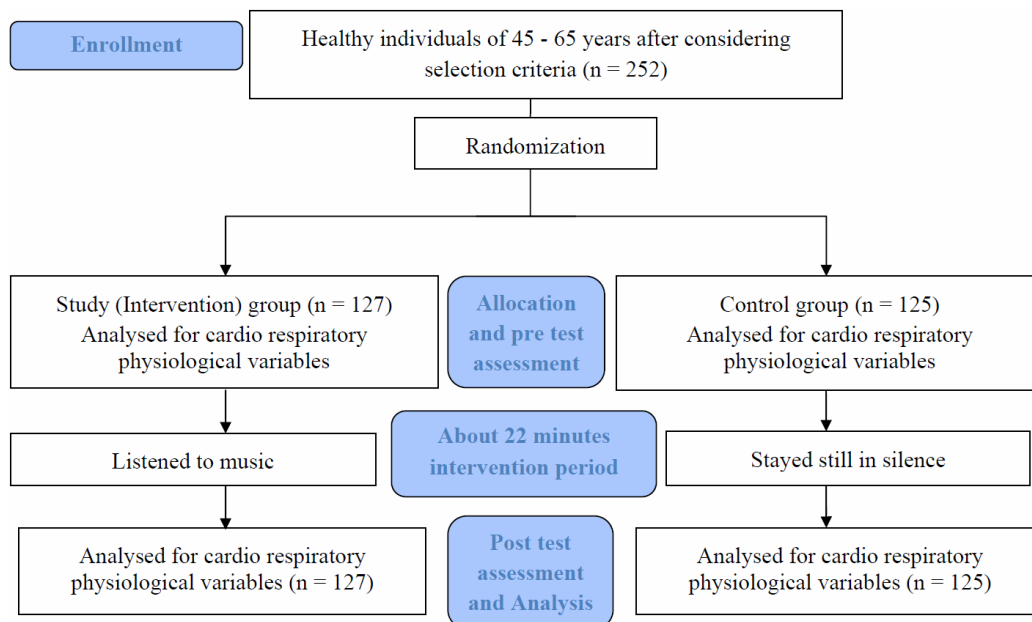 Enrollment
Healthy individuals of 45 - 65 years after considering
selection criteria (n = 252)
Randomization
Study (Intervention) group (n = 127)
Analysed for cardio respiratory
physiological variables
Allocation
and pre test
assessment
Control group (n = 125)
Analysed for cardio respiratory
physiological variables
Listened to music
About 22 minutes
intervention period
Stayed still in silence
Analysed for cardio respiratory
physiological variables (n = 127)
Post test
assessment
and Analysis
Analysed for cardio respiratory
physiological variables (n = 125)